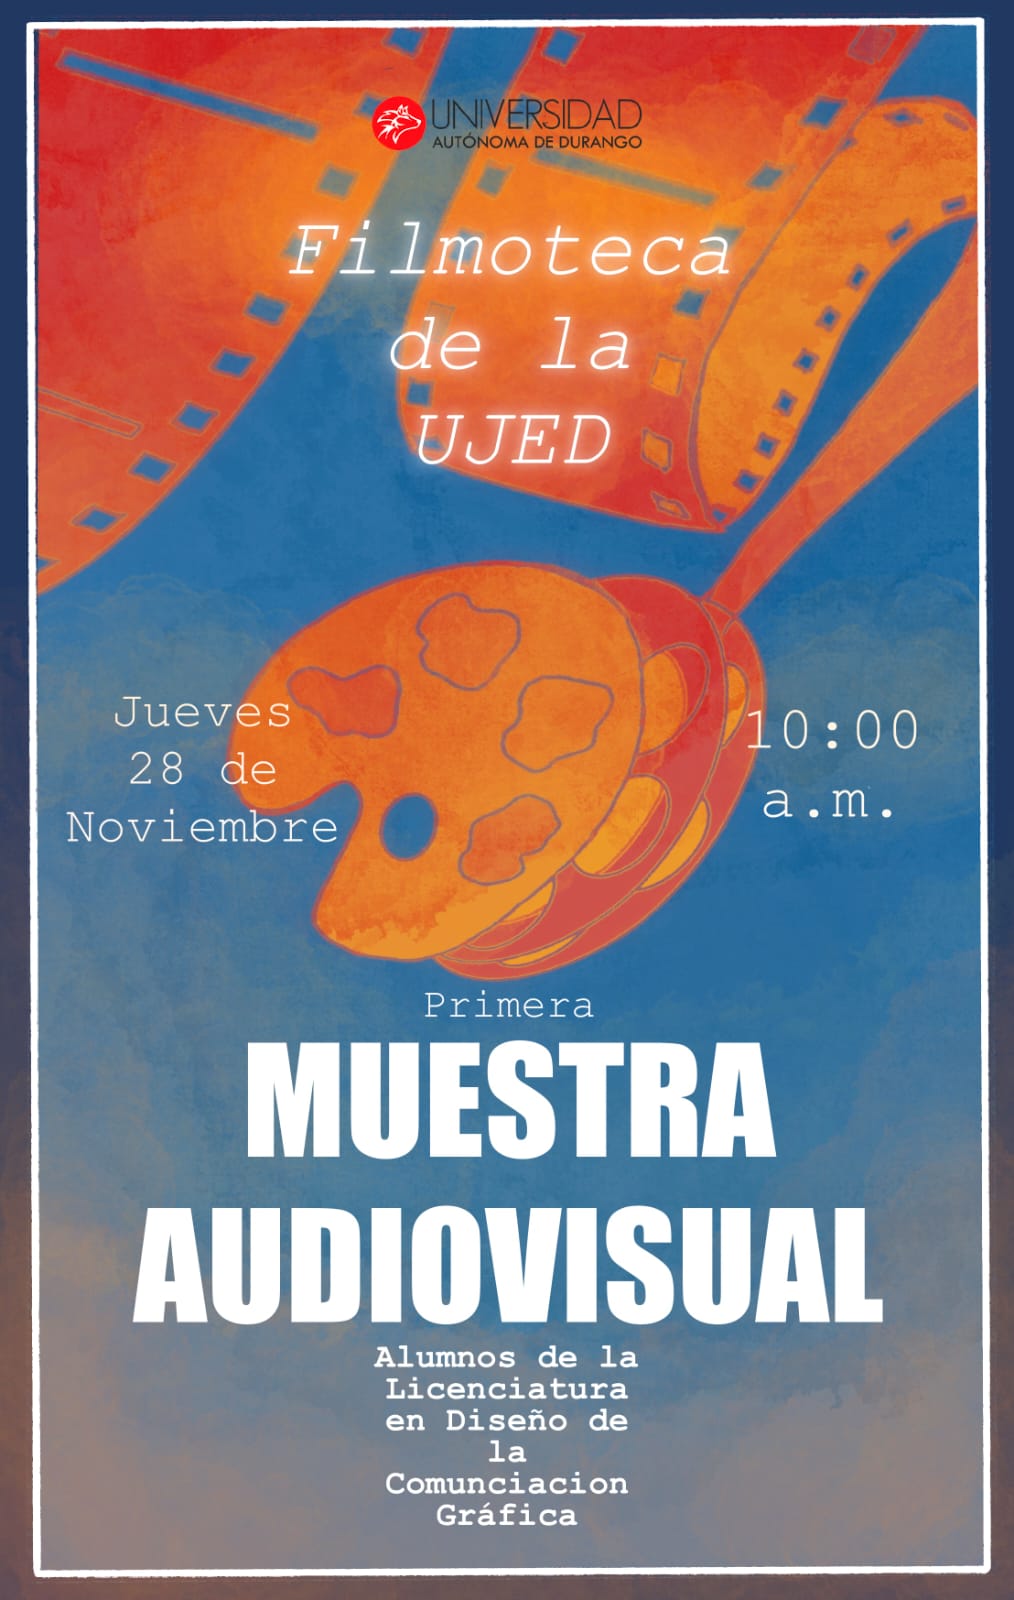 UNIVERSIDAD
AUTÓNOMA DE DURANGO
Filmoteca
de la
UJED
Jueves
28 de
Noviembre
10:00
a.m.
Primera
MUESTRA
AUDIOVISUAL
Alumnos de la
Licenciatura
en Diseño de
la
Comunciacion
Gráfica